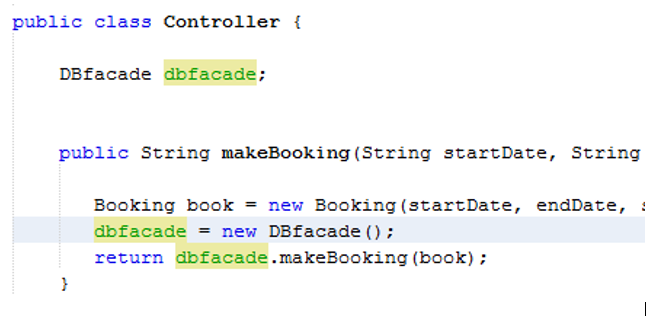 public class Controller {
DBfacade dbfacade;
public String makeBooking(String startDate, String
Booking book = new Booking(startDate, endDate,
dbfacade = new DBfacade();
return dbfacade.makeBooking(book);
}